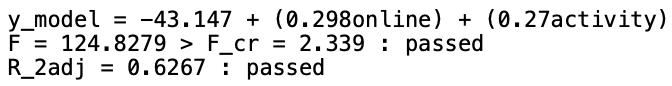 y_model = -43.147 + (0.298online) + (0.27activity)
F = 124.8279 > F_cr = 2.339 : passed
R_2adj = 0.6267 : passed